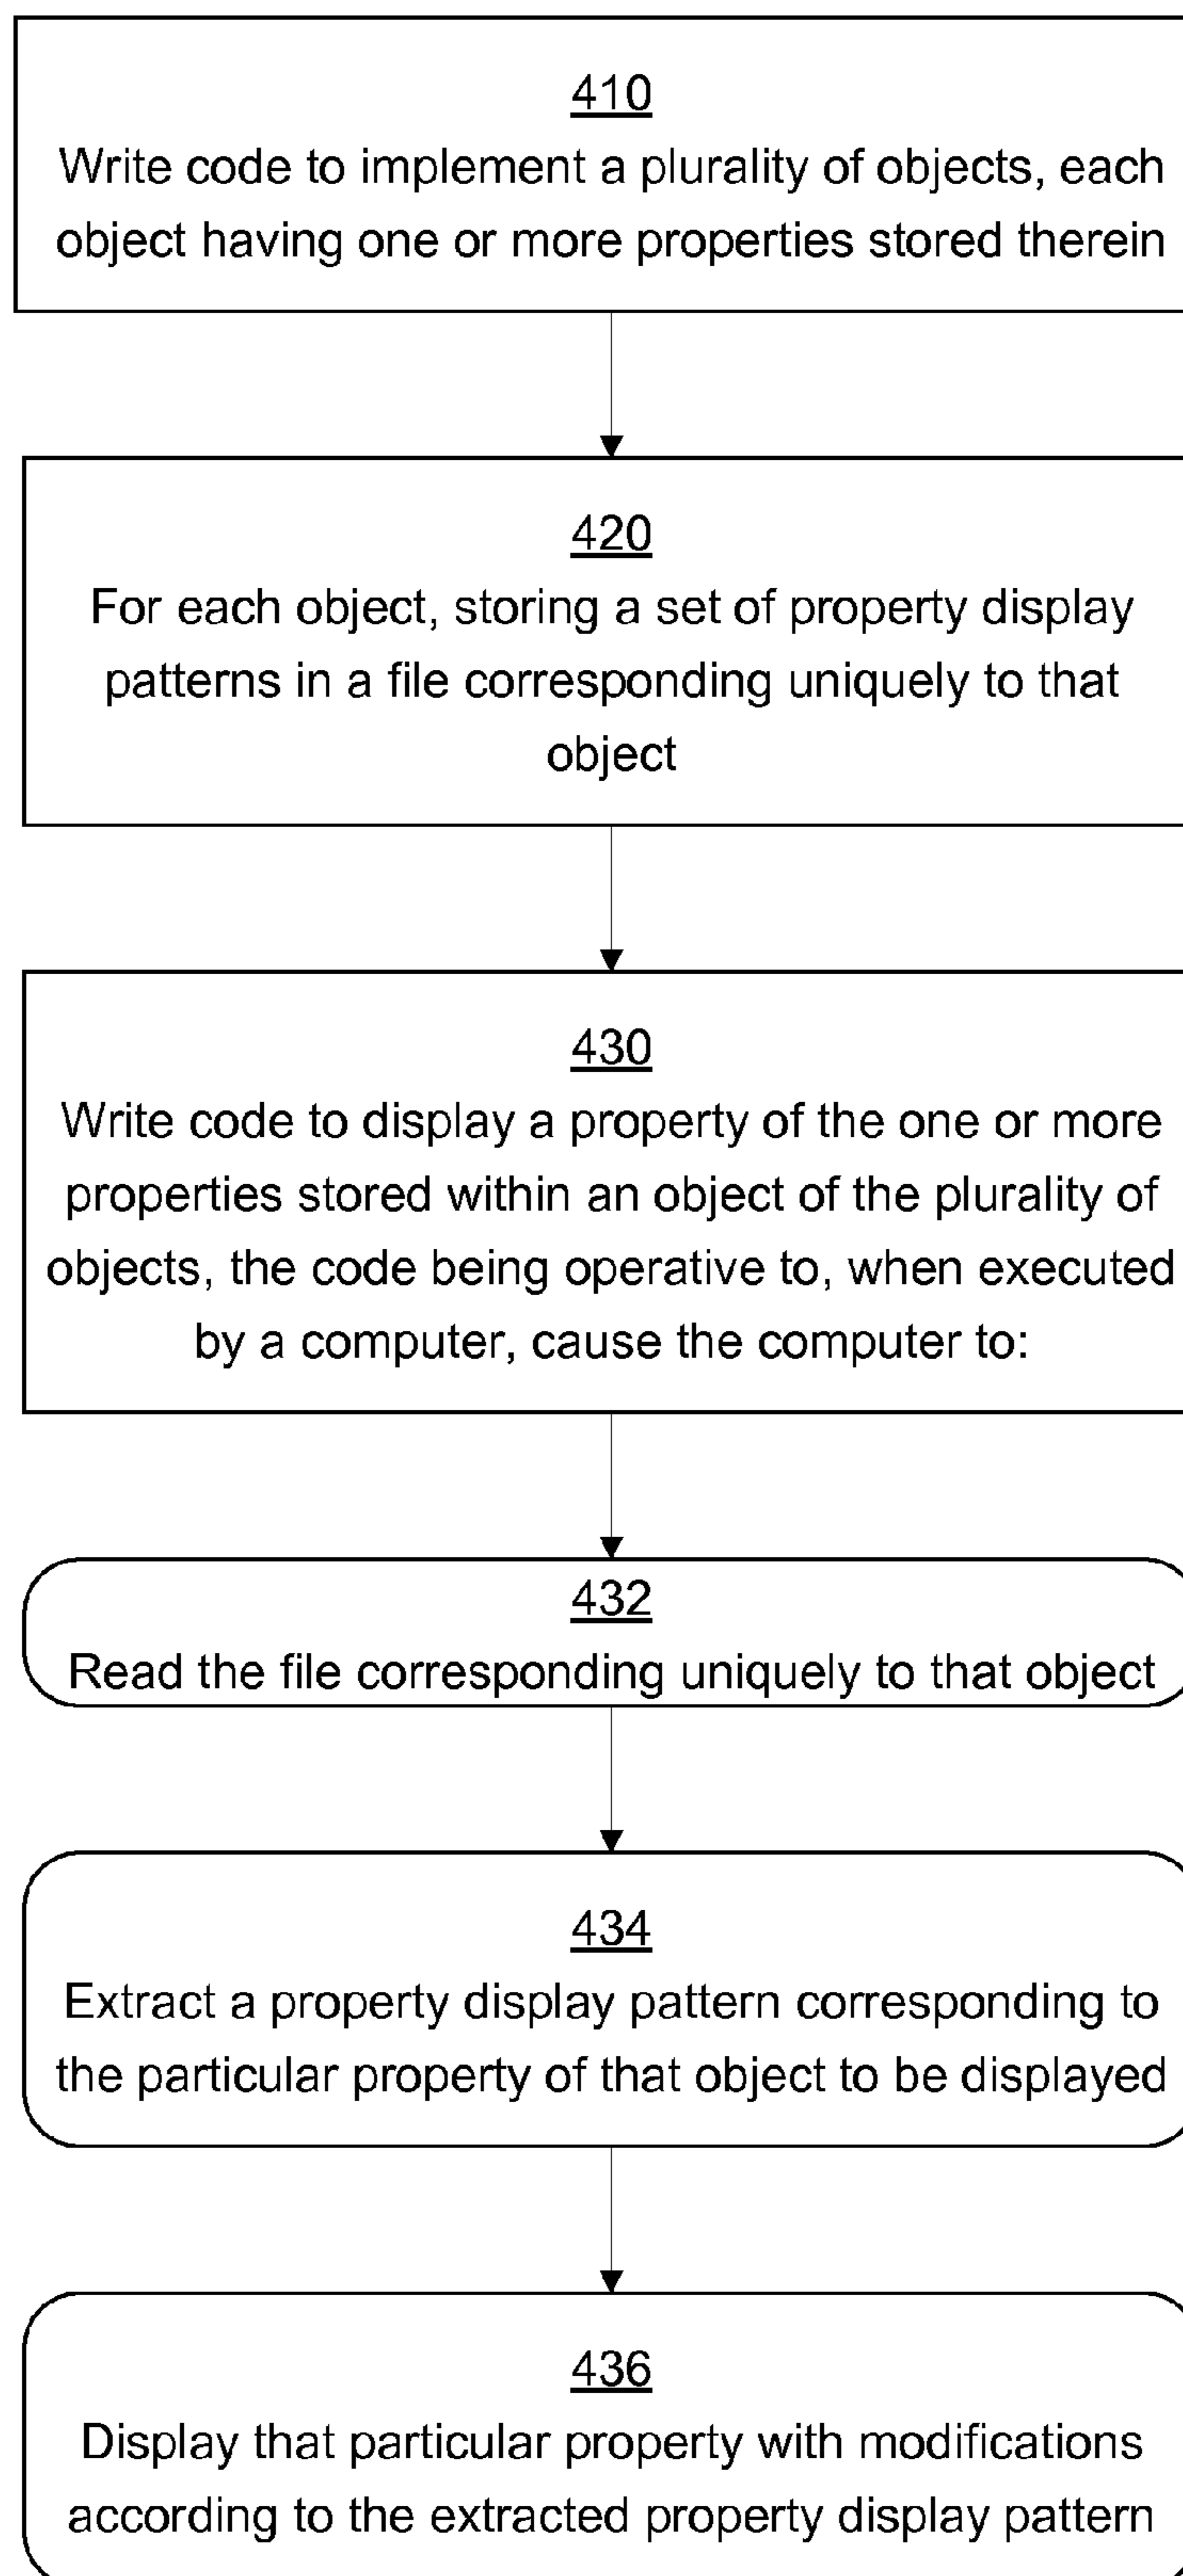 410
Write code to implement a plurality of objects, each
object having one or more properties stored therein
420
For each object, storing a set of property display
patterns in a file corresponding uniquely to that
object
430
Write code to display a property of the one or more
properties stored within an object of the plurality of
objects, the code being operative to, when executed
by a computer, cause the computer to:
432
Read the file corresponding uniquely to that object
434
Extract a property display pattern corresponding to
the particular property of that object to be displayed
436
Display that particular property with modifications
according to the extracted property display pattern